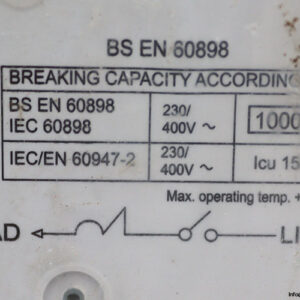 BS EN 60898
BREAKING CAPACITY ACCORDING
BS EN 60898
IEC 60898
230/
400V ~
1000
IEC/EN 60947-2
230/
400V ~
Icu 15
Max. operating temp. +
AD
LI